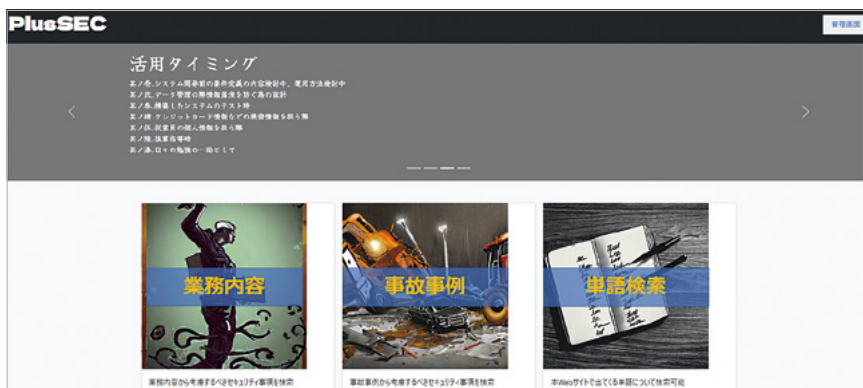 PlusSEC
管理画面
活用タイミング
其ノ壱.システム開発前の要件定義の内容検討中、運用方法検討中
其ノ弐.データ管理の際情報漏洩を防ぐ為の設計
其ノ参.構築したシステムのテスト時
其ノ肆.クレジットカード情報などの機密情報を扱う際
其ノ伍.従業員の個人情報を扱う際
其ノ陸.後輩指導時
其ノ漆.日々の勉強の一助として
業務内容
事故事例
単語検索
業務内容から考慮するべきセキュリティ事項を検索
事故事例から考慮するべきセキュリティ事項を検索
本Webサイトで出てくる単語について検索可能